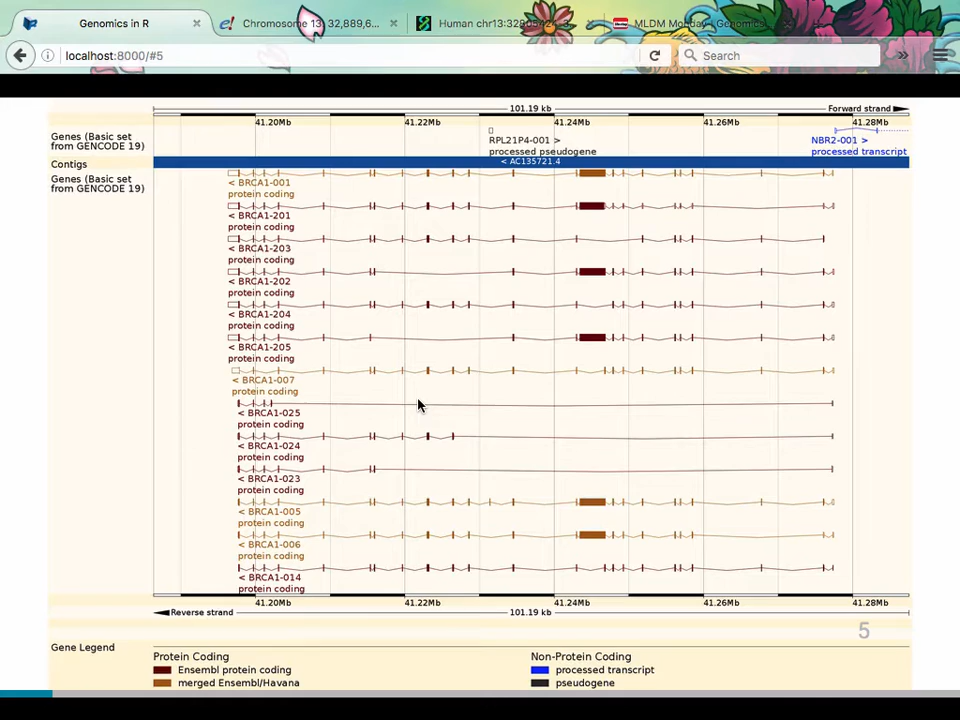 Genomics in R
Chromosome 13: 32,889,6...
Human chr13:32
MLDM Monday - Genomics
localhost:8000/#5
Search
101.19 kb
Forward strand
41.20Mb
41.22Mb
41.24Mb
41.26Mb
41.28Mb
Genes (Basic set
from GENCODE 19)
RPL21P4-001 >
processed pseudogene
NBR2-001 >
processed transcript
Contigs
< AC135721.4
Genes (Basic set
from GENCODE 19)
< BRCA1-001
protein coding
< BRCA1-201
protein coding
< BRCA1-203
protein coding
< BRCA1-202
protein coding
< BRCA1-204
protein coding
< BRCA1-205
protein coding
< BRCA1-007
protein coding
< BRCA1-025
protein coding
< BRCA1-024
protein coding
< BRCA1-023
protein coding
< BRCA1-005
protein coding
< BRCA1-006
protein coding
< BRCA1-014
protein coding
41.20Mb
41.22Mb
41.24Mb
41.26Mb
41.28Mb
Reverse strand
101.19 kb
5
Gene Legend
Protein Coding
Non-Protein Coding
Ensembl protein coding
processed transcript
merged Ensembl/Havana
pseudogene